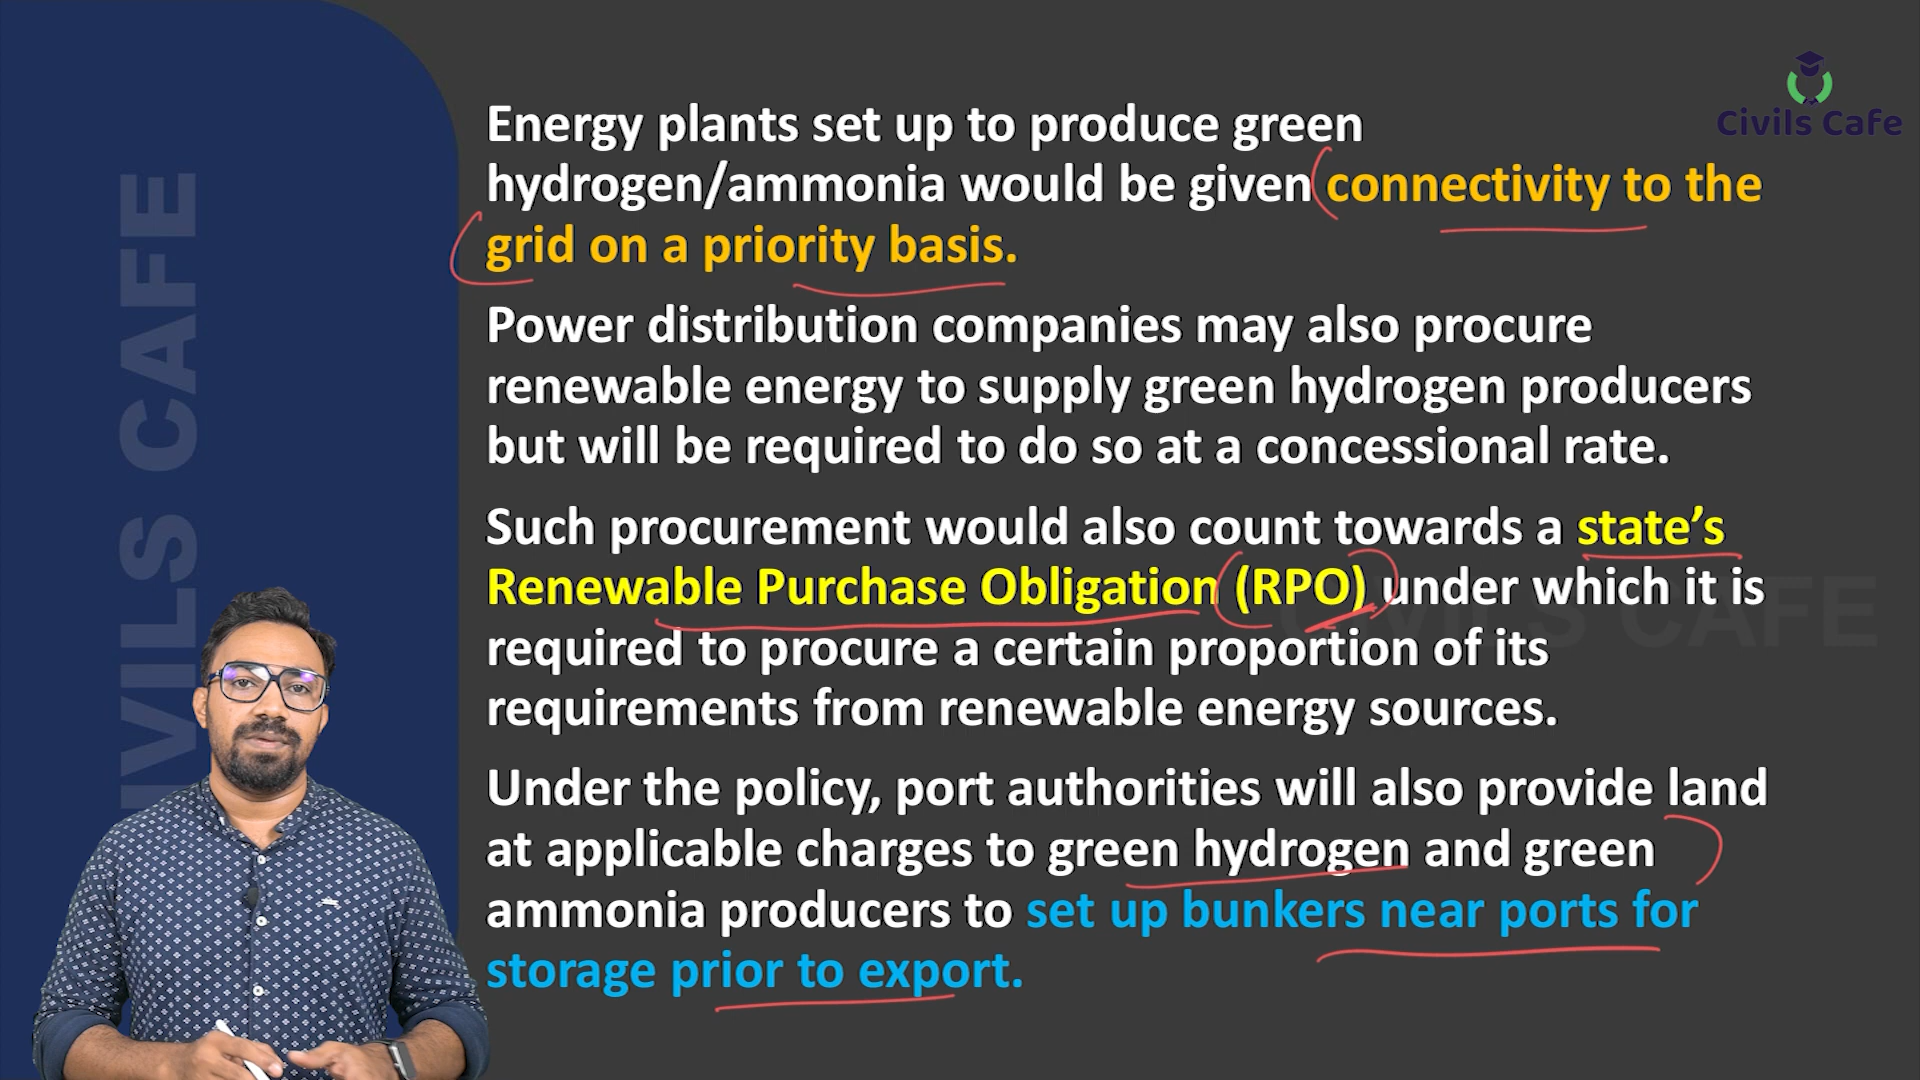 Civils Cafe
Energy plants set up to produce green
hydrogen/ammonia would be given connectivity to the
grid on a priority basis.
Power distribution companies may also procure
renewable energy to supply green hydrogen producers
but will be required to do so at a concessional rate.
Such procurement would also count towards a state’s
Renewable Purchase Obligation (RPO) under which it is
required to procure a certain proportion of its
requirements from renewable energy sources.
Under the policy, port authorities will also provide land
at applicable charges to green hydrogen and green
ammonia producers to set up bunkers near ports for
storage prior to export.
IVILS CAFE
CIVILS CAFE